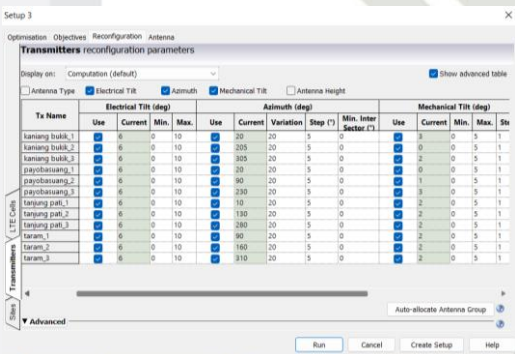 Setup 3
Optimisation Objectives Reconfiguration Antenna
Transmitters reconfiguration parameters
Display on: Computation (default) Show advanced table
Antenna Type Electrical Tilt Azimuth Mechanical Tilt Antenna Height
Electrical Tilt (deg) Azimuth (deg) Mechanical Tilt (deg)
Tx Name Use Current Min. Max. Use Current Variation Step (°) Min. Inter Sector (°) Use Current Min. Max. Ste
kaniang bukik_1 6 0 10 20 20 5 0 3 0 5 1
kaniang bukik_2 6 0 10 205 20 5 0 0 0 5 1
kaniang bukik_3 6 0 10 305 20 5 0 2 0 5 1
payobasuang_1 6 0 10 20 20 5 0 0 0 5 1
payobasuang_2 6 0 10 90 20 5 0 1 0 5 1
payobasuang_3 6 0 10 230 20 5 0 3 0 5 1
tanjung pati_1 6 0 10 10 20 5 0 2 0 5 1
tanjung pati_2 6 0 10 130 20 5 0 2 0 5 1
tanjung pati_3 6 0 10 280 20 5 0 2 0 5 1
taram_1 6 0 10 90 20 5 0 2 0 5 1
taram_2 6 0 10 160 20 5 0 2 0 5 1
taram_3 6 0 10 310 20 5 0 2 0 5 1
LTE Cells
Transmitters
Sites
Auto-allocate Antenna Group
Advanced
Run Cancel Create Setup Help